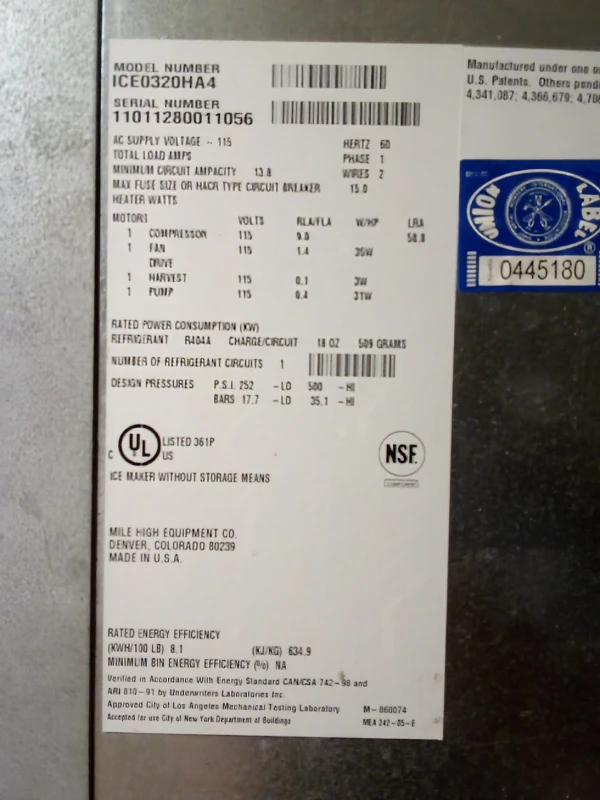 MODEL NUMBER
ICE0320HA4
SERIAL NUMBER
11011280011056
AC SUPPLY VOLTAGE - 115 HERTZ 60
TOTAL LOAD AMPS PHASE 1
MINIMUM CIRCUIT AMPACITY 13.8 WIRES 2
MAX FUSE SIZE OR HACR TYPE CIRCUIT BREAKER 15.0
HEATER WATTS
MOTORS VOLTS RLA/FLA W/HP LRA
1 COMPRESSOR 115 9.0 58.8
1 FAN 115 1.4 35W
DRIVE
1 HARVEST 115 0.1 3W
1 PUMP 115 0.4 31W
RATED POWER CONSUMPTION (KW)
REFRIGERANT R404A CHARGE/CIRCUIT 18 OZ 509 GRAMS
NUMBER OF REFRIGERANT CIRCUITS 1
DESIGN PRESSURES P.S.I. 252 -LO 500 -HI
BARS 17.7 -LO 35.1 -HI
C UL US LISTED 361P
NSF
COMPONENT
ICE MAKER WITHOUT STORAGE MEANS
MILE HIGH EQUIPMENT CO.
DENVER, COLORADO 80239
MADE IN U.S.A.
RATED ENERGY EFFICIENCY
(KWH/100 LB) 8.1 (KJ/KG) 634.9
MINIMUM BIN ENERGY EFFICIENCY (%) NA
Verified in Accordance With Energy Standard CAN/CSA 742-98 and
ARI 810-91 by Underwriters Laboratories Inc.
Approved City of Los Angeles Mechanical Testing Laboratory M-860074
Accepted for use City of New York Department of Buildings MEA 242-05-E
Manufactured under one o
U.S. Patents. Others pend
4,341,087; 4,366,679; 4,70
UNION LABEL ®
0445180